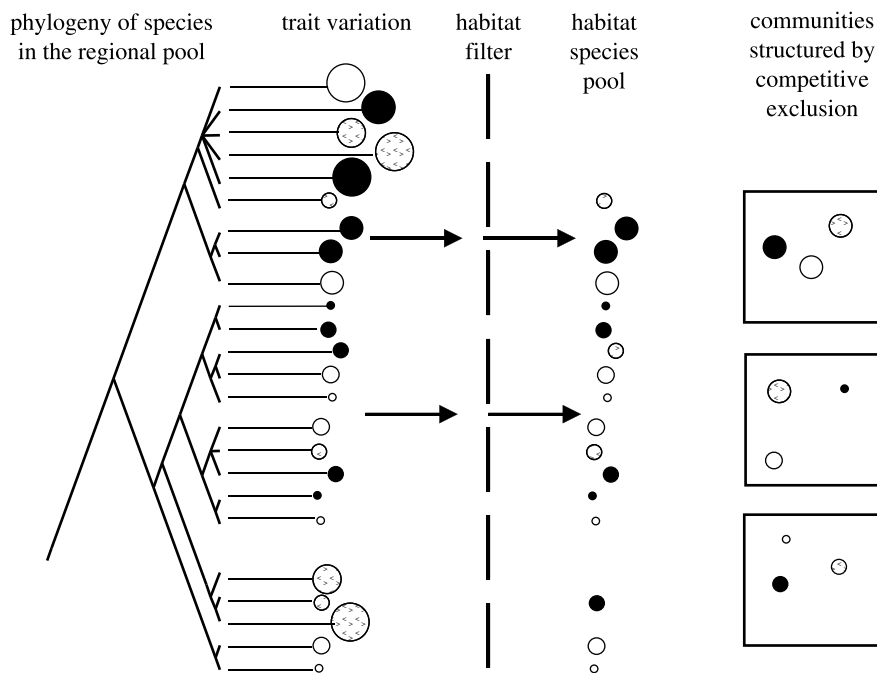 phylogeny of species
in the regional pool
trait variation
habitat
filter
habitat
species
pool
communities
structured by
competitive
exclusion